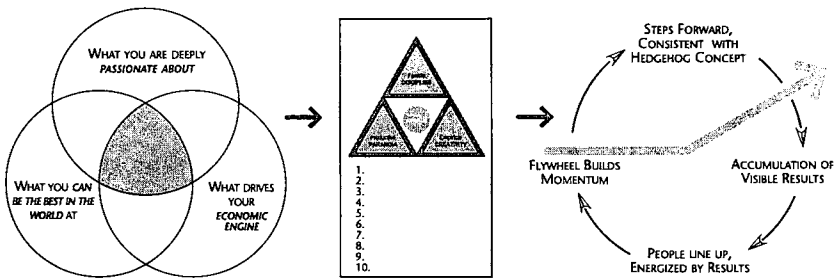 WHAT YOU ARE DEEPLY
PASSIONATE ABOUT
WHAT YOU CAN
BE THE BEST IN THE
WORLD AT
WHAT DRIVES
YOUR
ECONOMIC
ENGINE
1.
2.
3.
4.
5.
6.
7.
8.
9.
10.
STEPS FORWARD,
CONSISTENT WITH
HEDGEHOG CONCEPT
FLYWHEEL BUILDS
MOMENTUM
ACCUMULATION OF
VISIBLE RESULTS
PEOPLE LINE UP,
ENERGIZED BY RESULTS